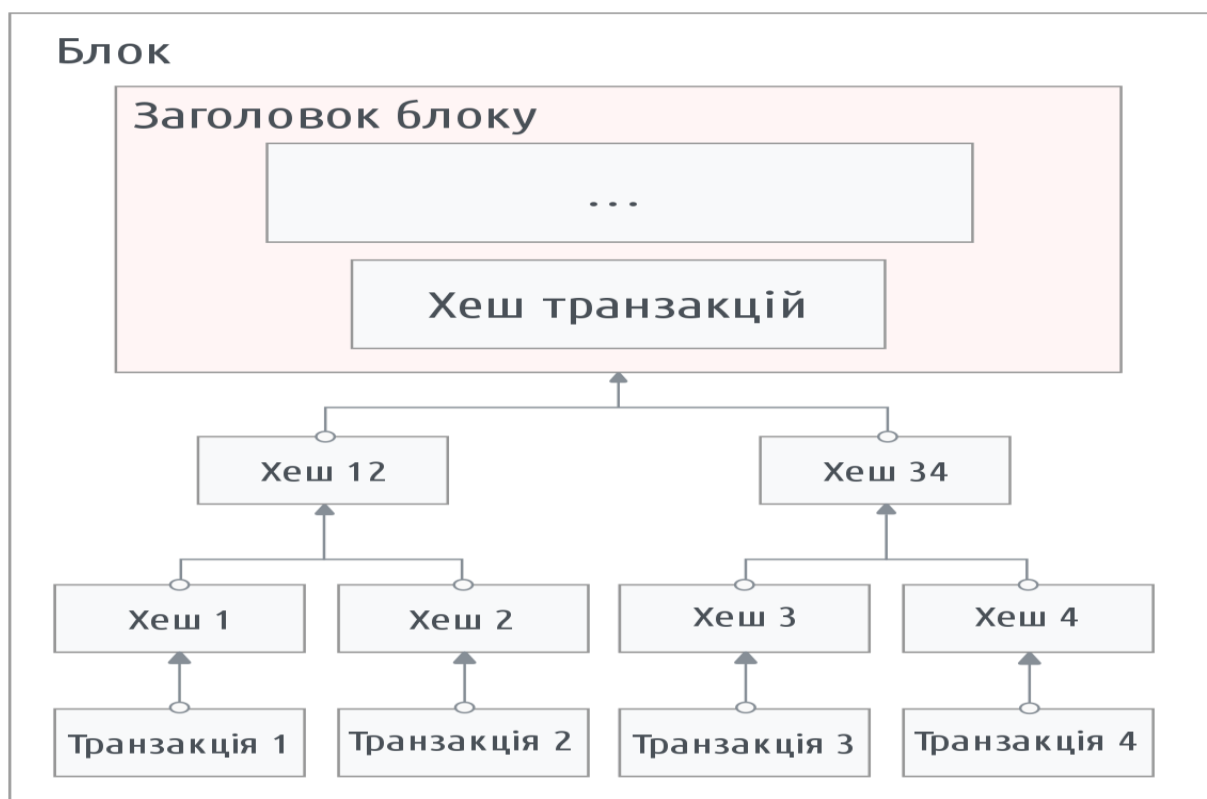 Блок
Заголовок блоку
...
Хеш транзакцій
Хеш 12
Хеш 34
Хеш 1
Хеш 2
Хеш 3
Хеш 4
Транзакція 1
Транзакція 2
Транзакція 3
Транзакція 4